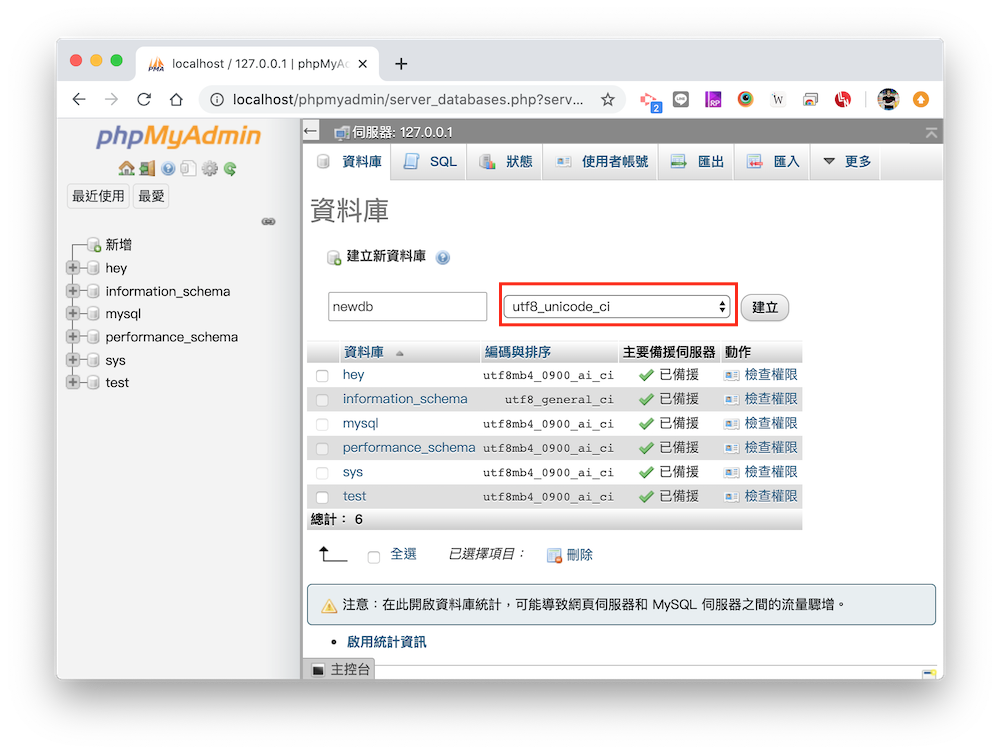 localhost / 127.0.0.1 | phpMyAd
localhost/phpmyadmin/server_databases.php?serv...
2
RP
W
phpMyAdmin
PMA
最近使用 最愛
新增
hey
information_schema
mysql
performance_schema
sys
test
伺服器: 127.0.0.1
資料庫 SQL 狀態 使用者帳號 匯出 匯入 更多
資料庫
建立新資料庫
newdb utf8_unicode_ci 建立
資料庫 編碼與排序 主要備援伺服器 動作
hey utf8mb4_0900_ai_ci 已備援 檢查權限
information_schema utf8_general_ci 已備援 檢查權限
mysql utf8mb4_0900_ai_ci 已備援 檢查權限
performance_schema utf8mb4_0900_ai_ci 已備援 檢查權限
sys utf8mb4_0900_ai_ci 已備援 檢查權限
test utf8mb4_0900_ai_ci 已備援 檢查權限
總計： 6
全選 已選擇項目： 刪除
注意：在此開啟資料庫統計，可能導致網頁伺服器和 MySQL 伺服器之間的流量驟增。
• 啟用統計資訊
主控台